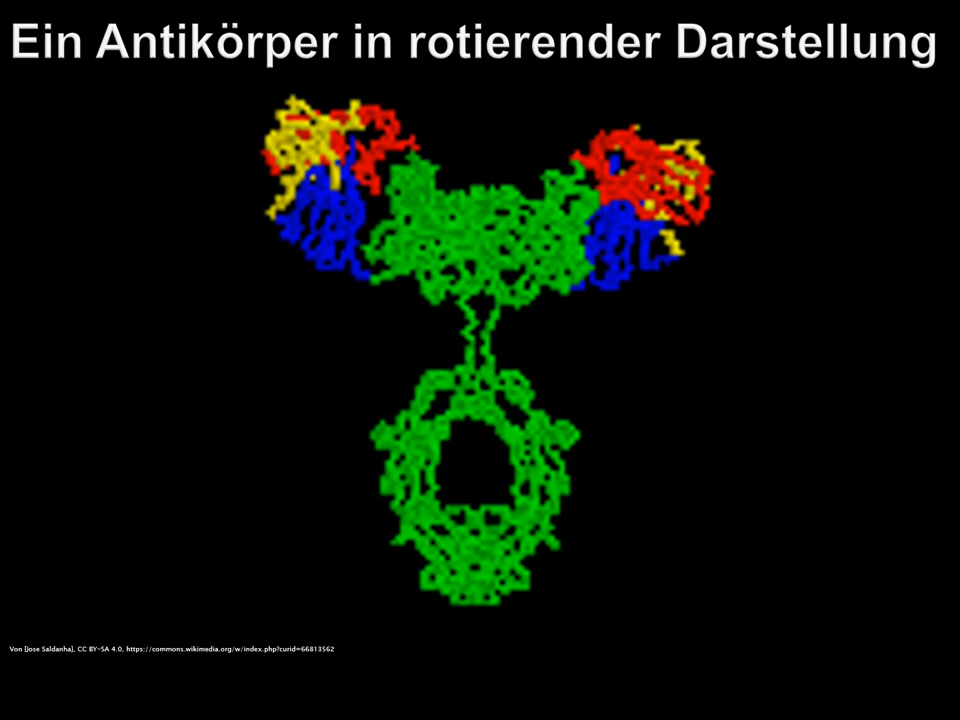 Ein Antikörper in rotierender Darstellung
Von [Jose Saldanha], CC BY-SA 4.0, https://commons.wikimedia.org/w/index.php?curid=66813562